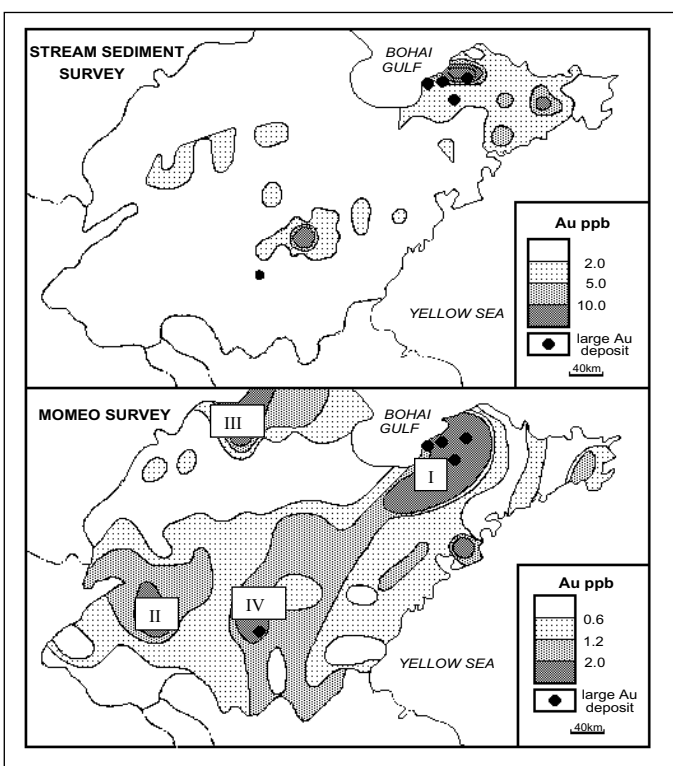 STREAM SEDIMENT
SURVEY
BOHAI
GULF
Au ppb
2.0
5.0
10.0
large Au
deposit
40km
YELLOW SEA
MOMEO SURVEY
BOHAI
GULF
III
I
II
IV
Au ppb
0.6
1.2
2.0
large Au
deposit
40km
YELLOW SEA